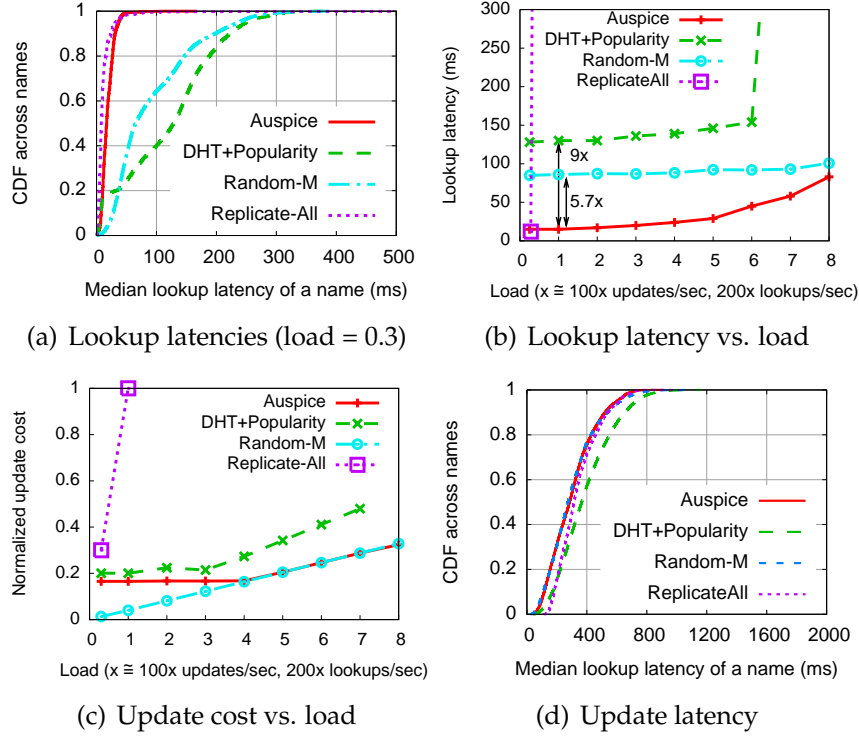 CDF across names
1
0.8
0.6
0.4
0.2
0
0 100 200 300 400 500
Auspice
DHT+Popularity
Random-M
Replicate-All
Median lookup latency of a name (ms)
(a) Lookup latencies (load = 0.3)
Lookup latency (ms)
300
250
200
150
100
50
0
0 1 2 3 4 5 6 7 8
Auspice
DHT+Popularity
Random-M
ReplicateAll
9x
5.7x
Load (x ≅ 100x updates/sec, 200x lookups/sec)
(b) Lookup latency vs. load
Normalized update cost
1
0.8
0.6
0.4
0.2
0
0 1 2 3 4 5 6 7 8
Auspice
DHT+Popularity
Random-M
Replicate-All
Load (x ≅ 100x updates/sec, 200x lookups/sec)
(c) Update cost vs. load
CDF across names
1
0.8
0.6
0.4
0.2
0
0 400 800 1200 1600 2000
Auspice
DHT+Popularity
Random-M
ReplicateAll
Median lookup latency of a name (ms)
(d) Update latency